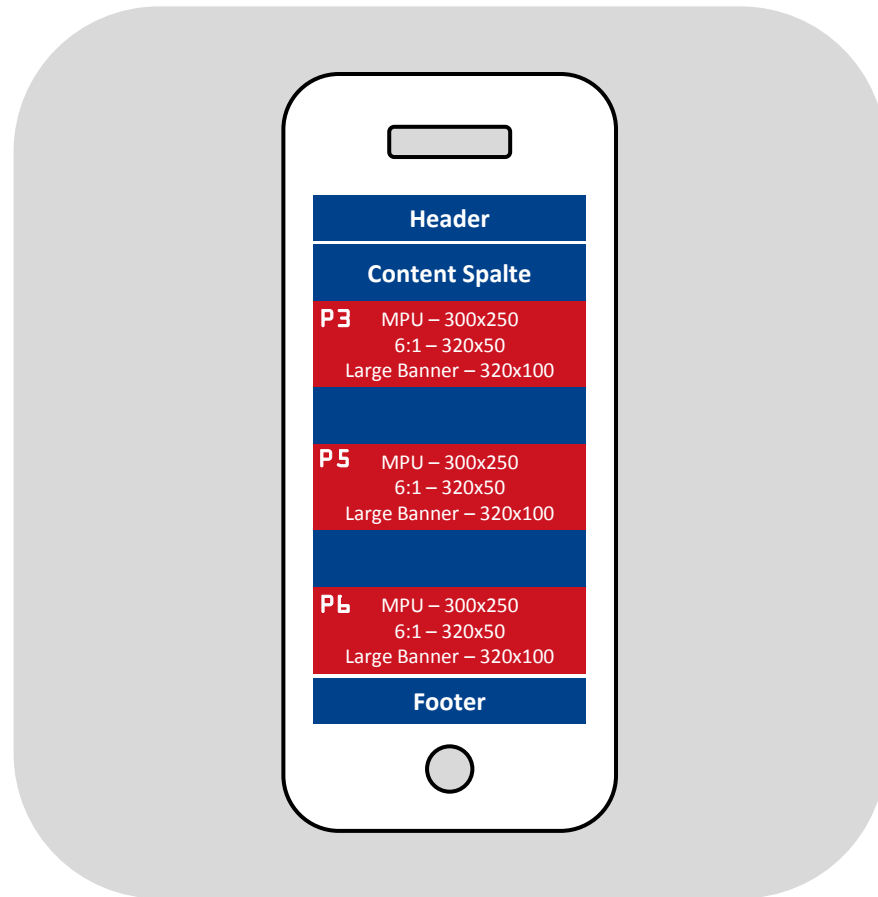 Header
Content Spalte
P3 MPU – 300x250
6:1 – 320x50
Large Banner – 320x100
P5 MPU – 300x250
6:1 – 320x50
Large Banner – 320x100
P6 MPU – 300x250
6:1 – 320x50
Large Banner – 320x100
Footer